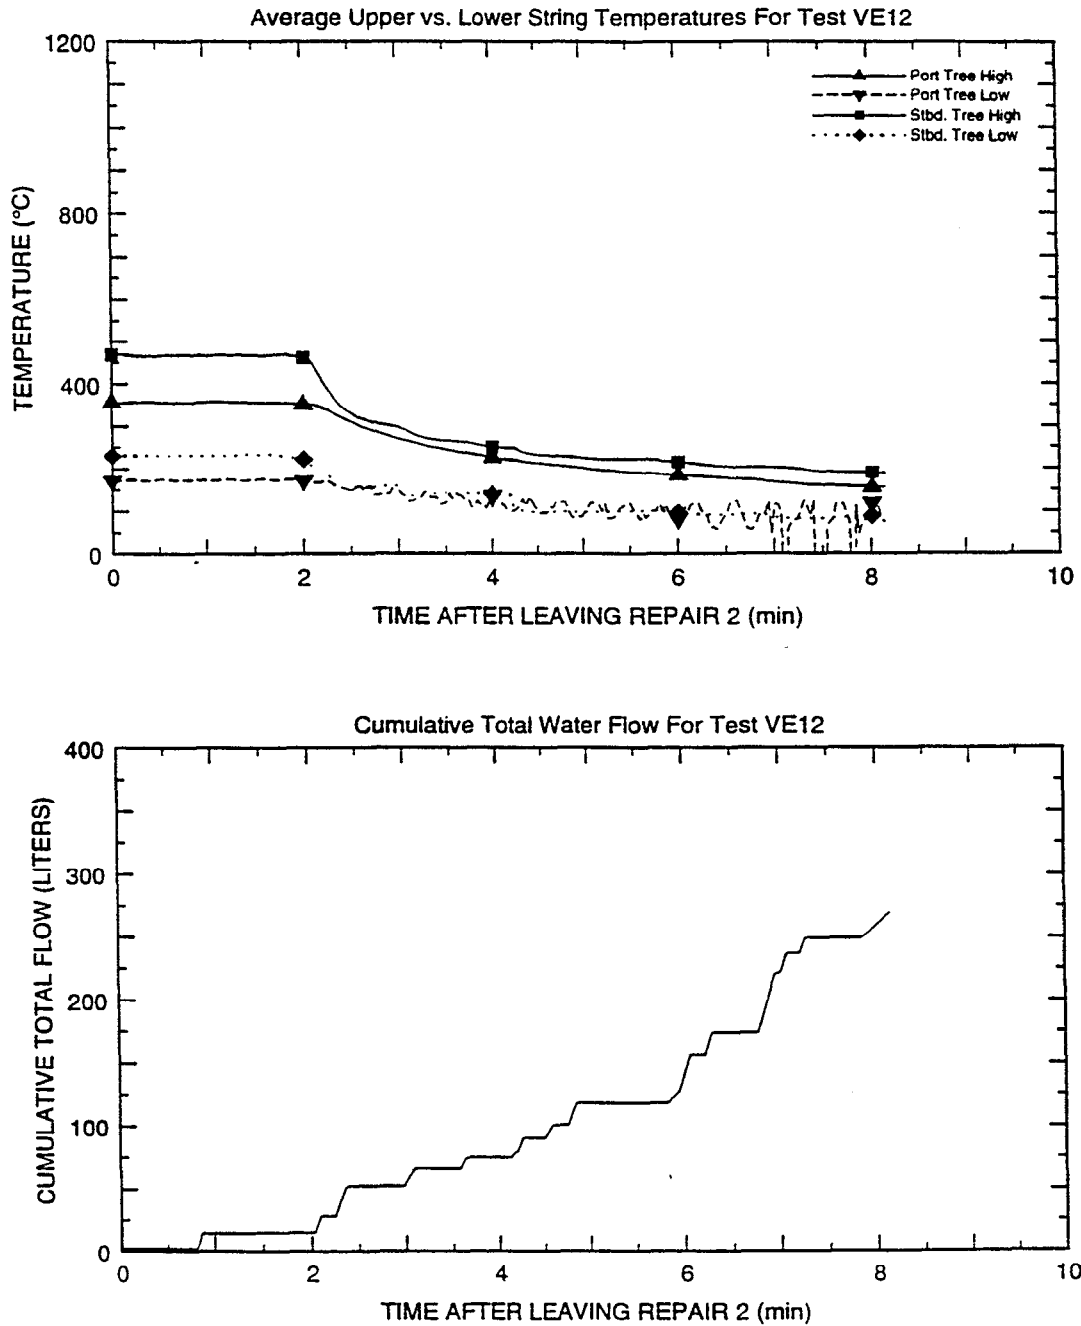 Average Upper vs. Lower String Temperatures For Test VE12
1200
800
400
0
TEMPERATURE (°C)
Port Tree High
Port Tree Low
Stbd. Tree High
Stbd. Tree Low
0 2 4 6 8 10
TIME AFTER LEAVING REPAIR 2 (min)
Cumulative Total Water Flow For Test VE12
400
300
200
100
0
CUMULATIVE TOTAL FLOW (LITERS)
0 2 4 6 8 10
TIME AFTER LEAVING REPAIR 2 (min)